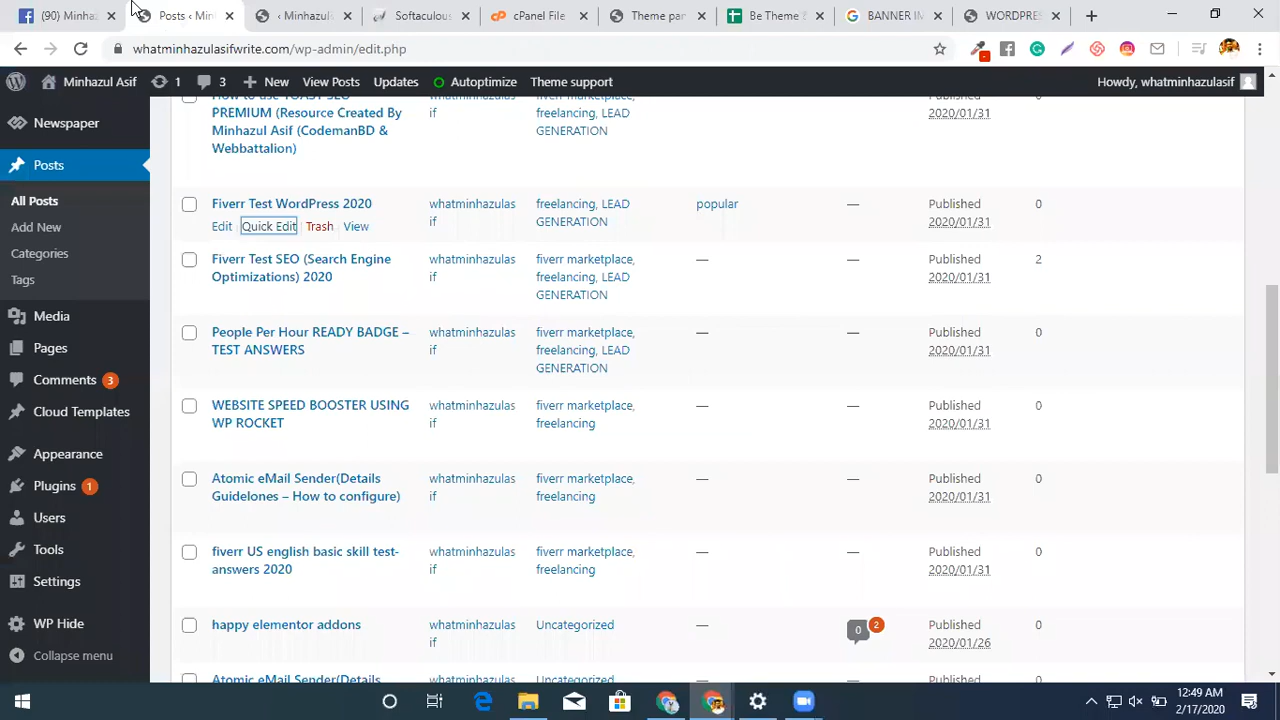 (90) Minha
Posts ‹ Min
‹ Minhazul
Softaculous
cPanel File
Theme pan
Be Theme
BANNER IN
WORDPRES
whatminhazulasifwrite.com/wp-admin/edit.php
Minhazul Asif
1
3
New
View Posts
Updates
Autoptimize
Theme support
Howdy, whatminhazulasif
Newspaper
Posts
All Posts
Add New
Categories
Tags
Media
Pages
Comments 3
Cloud Templates
Appearance
Plugins 1
Users
Tools
Settings
WP Hide
Collapse menu
How to use YOAST SEO
PREMIUM (Resource Created By
Minhazul Asif (CodemanBD &
Webbattalion)
whatminhazulas
if
fiverr marketplace,
freelancing, LEAD
GENERATION
Published
2020/01/31
0
Fiverr Test WordPress 2020
Edit | Quick Edit | Trash | View
whatminhazulas
if
freelancing, LEAD
GENERATION
popular
—
Published
2020/01/31
0
Fiverr Test SEO (Search Engine
Optimizations) 2020
whatminhazulas
if
fiverr marketplace,
freelancing, LEAD
GENERATION
—
—
Published
2020/01/31
2
People Per Hour READY BADGE –
TEST ANSWERS
whatminhazulas
if
fiverr marketplace,
freelancing, LEAD
GENERATION
—
—
Published
2020/01/31
0
WEBSITE SPEED BOOSTER USING
WP ROCKET
whatminhazulas
if
fiverr marketplace,
freelancing
—
—
Published
2020/01/31
0
Atomic eMail Sender(Details
Guidelones – How to configure)
whatminhazulas
if
fiverr marketplace,
freelancing
—
—
Published
2020/01/31
0
fiverr US english basic skill test-
answers 2020
whatminhazulas
if
fiverr marketplace,
freelancing
—
—
Published
2020/01/31
0
happy elementor addons
whatminhazulas
if
Uncategorized
—
0 2
Published
2020/01/26
0
Atomic eMail Sender(Details
whatminhazulas
Uncategorized
—
—
Published
0
12:49 AM
2/17/2020